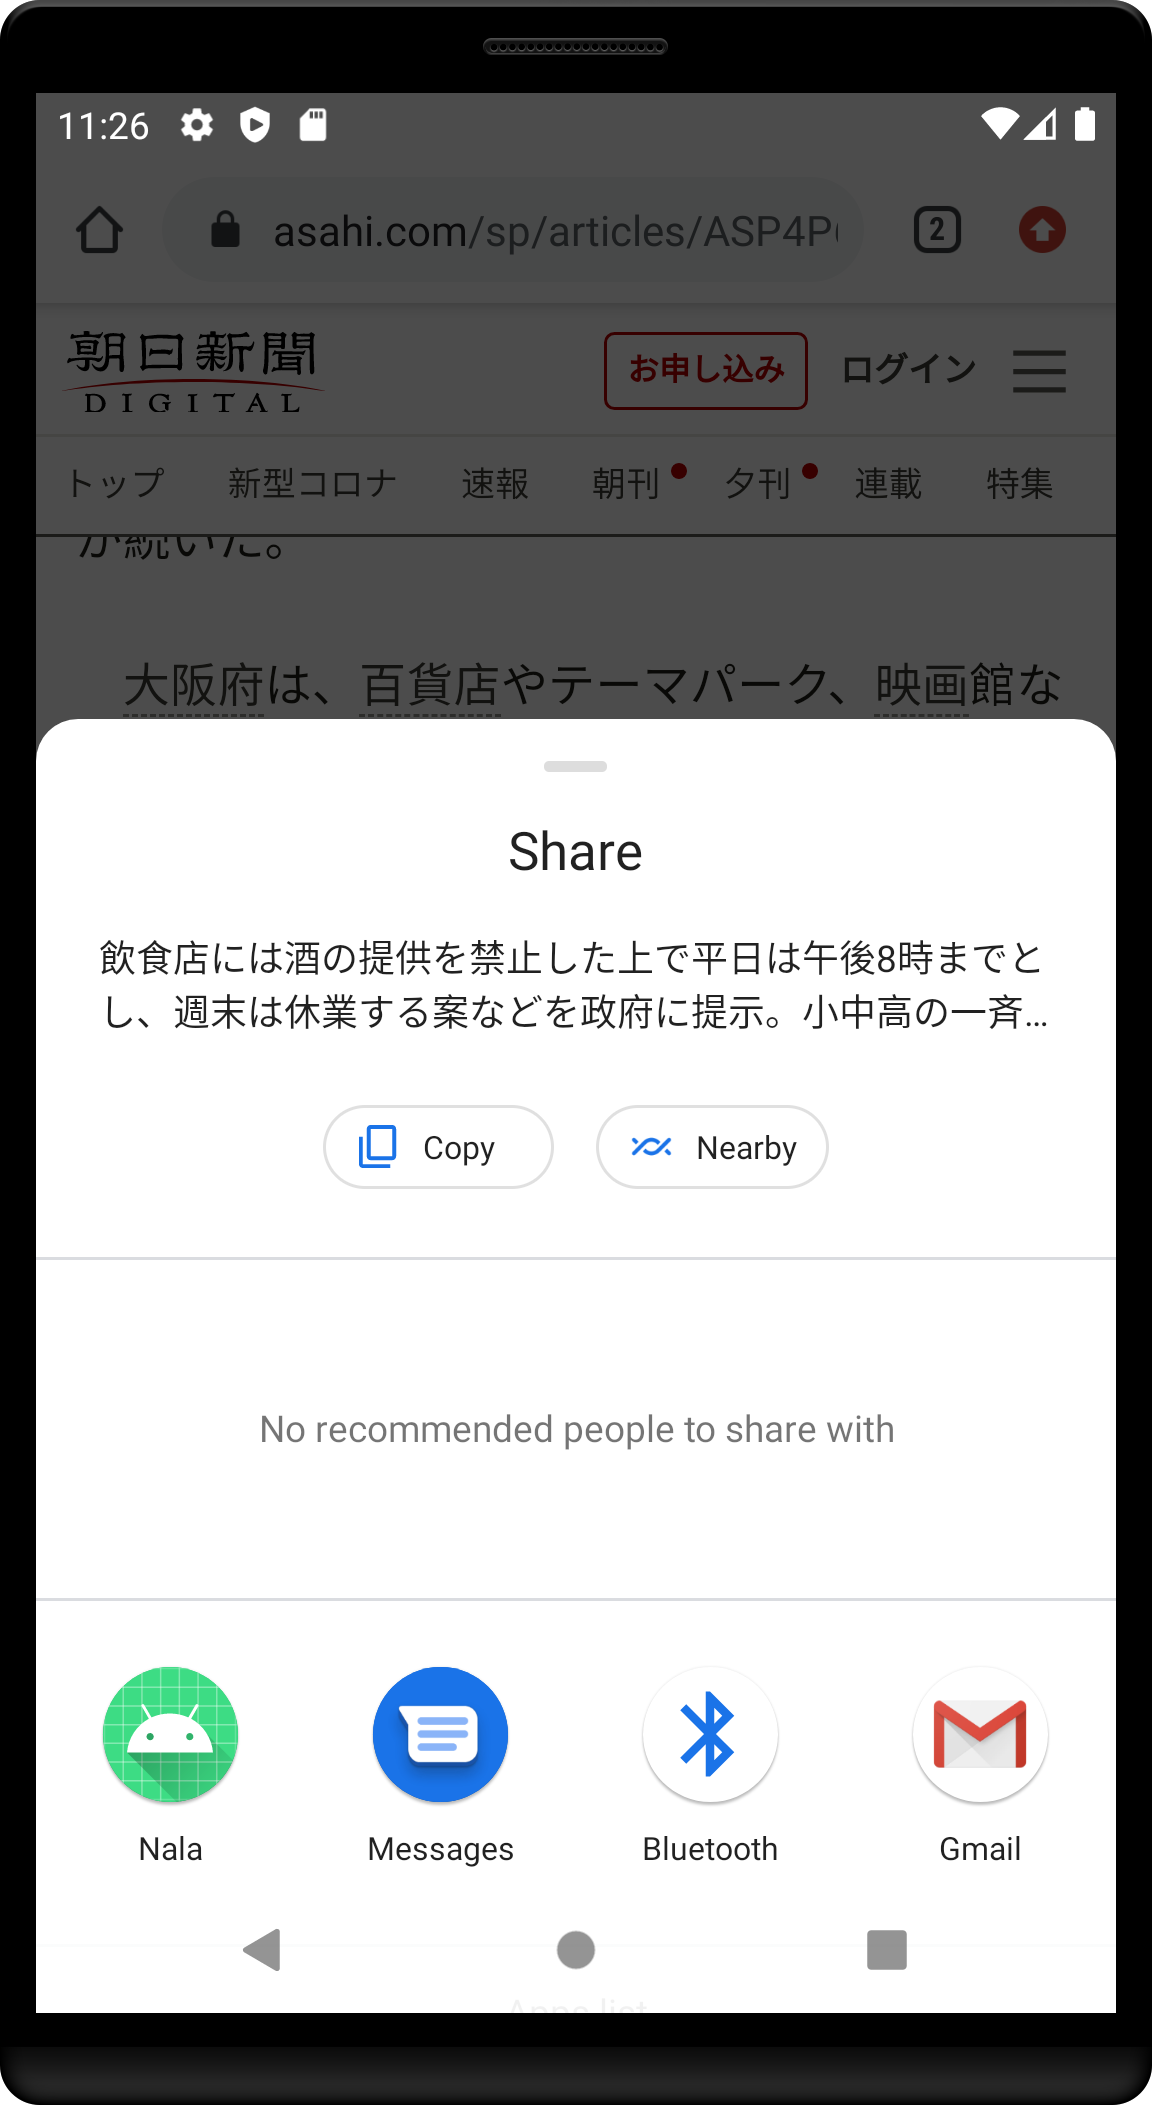 11:26
asahi.com/sp/articles/ASP4P
2
朝日新聞
DIGITAL
お申し込み
ログイン
トップ 新型コロナ 速報 朝刊 夕刊 連載 特集
が続いた。
大阪府は、百貨店やテーマパーク、映画館な
Share
飲食店には酒の提供を禁止した上で平日は午後8時までと
し、週末は休業する案などを政府に提示。小中高の一斉...
Copy
Nearby
No recommended people to share with
Nala
Messages
Bluetooth
Gmail
Apps list